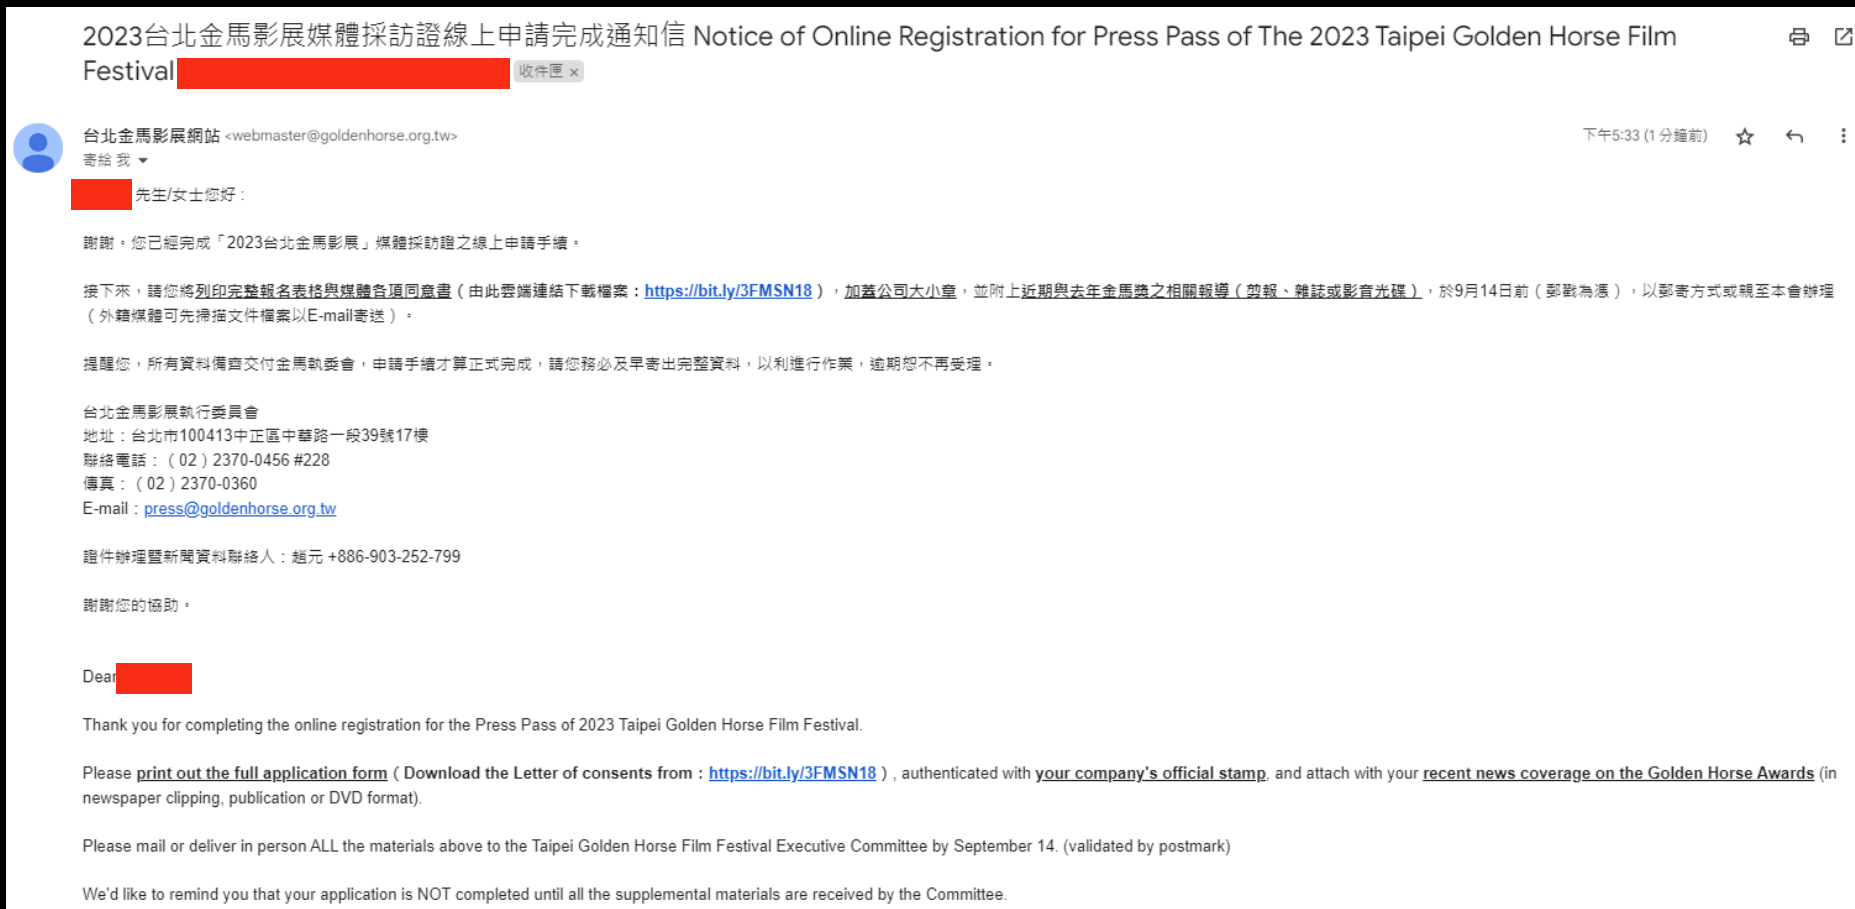 2023台北金馬影展媒體採訪證線上申請完成通知信 Notice of Online Registration for Press Pass of The 2023 Taipei Golden Horse Film
Festival 收件匣 ×
台北金馬影展網站 <webmaster@goldenhorse.org.tw> 下午5:33 (1 分鐘前)
寄給 我
先生/女士您好：
謝謝。您已經完成「2023台北金馬影展」媒體採訪證之線上申請手續。
接下來，請您將列印完整報名表格與媒體各項同意書（由此雲端連結下載檔案：https://bit.ly/3FMSN18），加蓋公司大小章，並附上近期與去年金馬獎之相關報導（剪報、雜誌或影音光碟），於9月14日前（郵戳為憑），以郵寄方式或親至本會辦理
（外籍媒體可先掃描文件檔案以E-mail寄送）。
提醒您，所有資料備齊交付金馬執委會，申請手續才算正式完成，請您務必及早寄出完整資料，以利進行作業，逾期恕不再受理。
台北金馬影展執行委員會
地址：台北市100413中正區中華路一段39號17樓
聯絡電話：（02）2370-0456 #228
傳真：（02）2370-0360
E-mail：press@goldenhorse.org.tw
證件辦理暨新聞資料聯絡人：趙元 +886-903-252-799
謝謝您的協助。
Dear
Thank you for completing the online registration for the Press Pass of 2023 Taipei Golden Horse Film Festival.
Please print out the full application form（Download the Letter of consents from：https://bit.ly/3FMSN18）, authenticated with your company's official stamp, and attach with your recent news coverage on the Golden Horse Awards (in
newspaper clipping, publication or DVD format).
Please mail or deliver in person ALL the materials above to the Taipei Golden Horse Film Festival Executive Committee by September 14. (validated by postmark)
We'd like to remind you that your application is NOT completed until all the supplemental materials are received by the Committee.